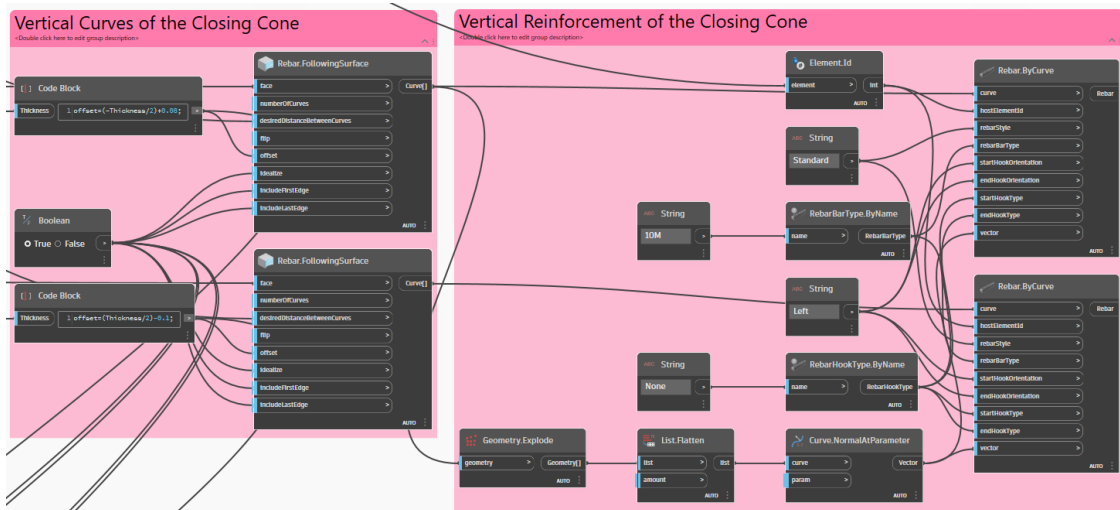 Vertical Curves of the Closing Cone
<Double click here to edit group description>
Rebar.FollowingSurface
face > Curve[]
numberOfCurves >
desiredDistanceBetweenCurves >
flip >
offset >
idealize >
includeFirstEdge >
includeLastEdge >
AUTO
Code Block
Thickness
1 offset=(-Thickness/2)+0.08; >
Boolean
True False >
Rebar.FollowingSurface
face > Curve[]
numberOfCurves >
desiredDistanceBetweenCurves >
flip >
offset >
idealize >
includeFirstEdge >
includeLastEdge >
AUTO
Code Block
Thickness
1 offset=(Thickness/2)-0.1; >
Vertical Reinforcement of the Closing Cone
<Double click here to edit group description>
Element.Id
element > Int
AUTO
ABC String
Standard >
ABC String
10M >
RebarBarType.ByName
name > RebarBarType
AUTO
ABC String
Left >
ABC String
None >
RebarHookType.ByName
name > RebarHookType
AUTO
Geometry.Explode
geometry > Geometry[]
AUTO
List.Flatten
list > list
amount >
AUTO
Curve.NormalAtParameter
curve > Vector
param >
AUTO
Rebar.ByCurve
curve > Rebar
hostElementId >
rebarStyle >
rebarBarType >
startHookOrientation >
endHookOrientation >
startHookType >
endHookType >
vector >
AUTO
Rebar.ByCurve
curve > Rebar
hostElementId >
rebarStyle >
rebarBarType >
startHookOrientation >
endHookOrientation >
startHookType >
endHookType >
vector >
AUTO